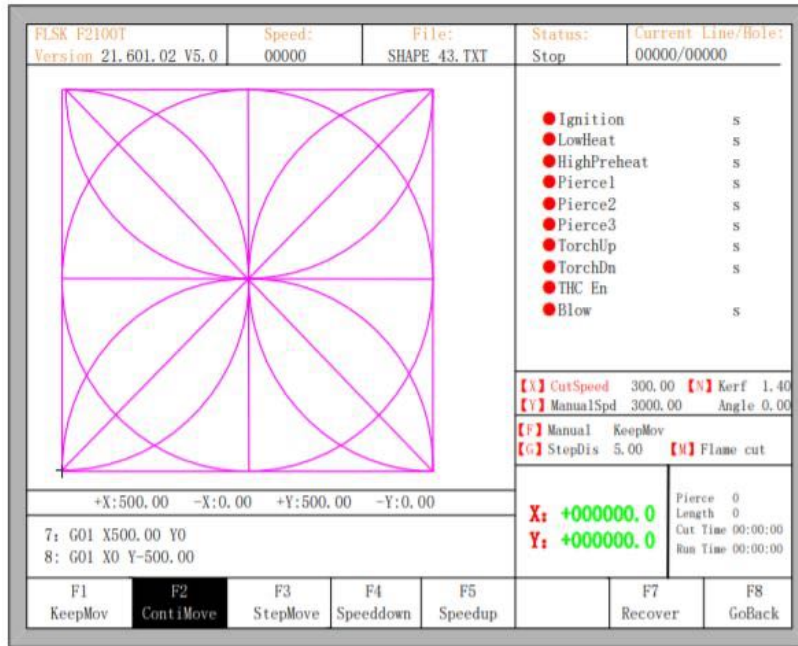 FLSK F2100T Speed: File: Status: Current Line/Hole:
Version 21.601.02 V5.0 00000 SHAPE_43.TXT Stop 00000/00000
Ignition s
LowHeat s
HighPreheat s
Pierce1 s
Pierce2 s
Pierce3 s
TorchUp s
TorchDn s
THC En
Blow s
【X】CutSpeed 300.00 【N】Kerf 1.40
【Y】ManualSpd 3000.00 Angle 0.00
【F】Manual KeepMov
【G】StepDis 5.00 【M】Flame cut
+X:500.00 -X:0.00 +Y:500.00 -Y:0.00
7: G01 X500.00 Y0
8: G01 X0 Y-500.00
X: +000000.0
Y: +000000.0
Pierce 0
Length 0
Cut Time 00:00:00
Run Time 00:00:00
F1 F2 F3 F4 F5 F7 F8
KeepMov ContiMove StepMove Speeddown Speedup Recover GoBack